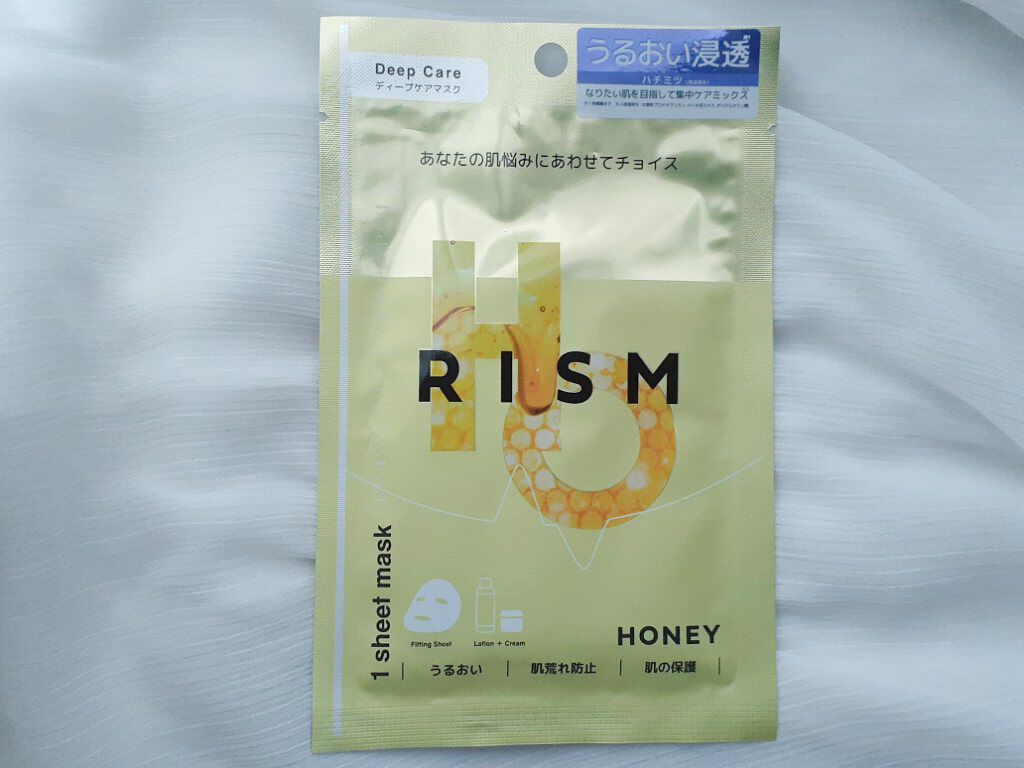 Deep Care
ディープケアマスク
うるおい浸透
ハチミツ
なりたい肌を目指して集中ケアミックス
あなたの肌悩みにあわせてチョイス
Ho
RISM
1 sheet mask
Fitting Sheet
Lotion + Cream
HONEY
うるおい
肌荒れ防止
肌の保護